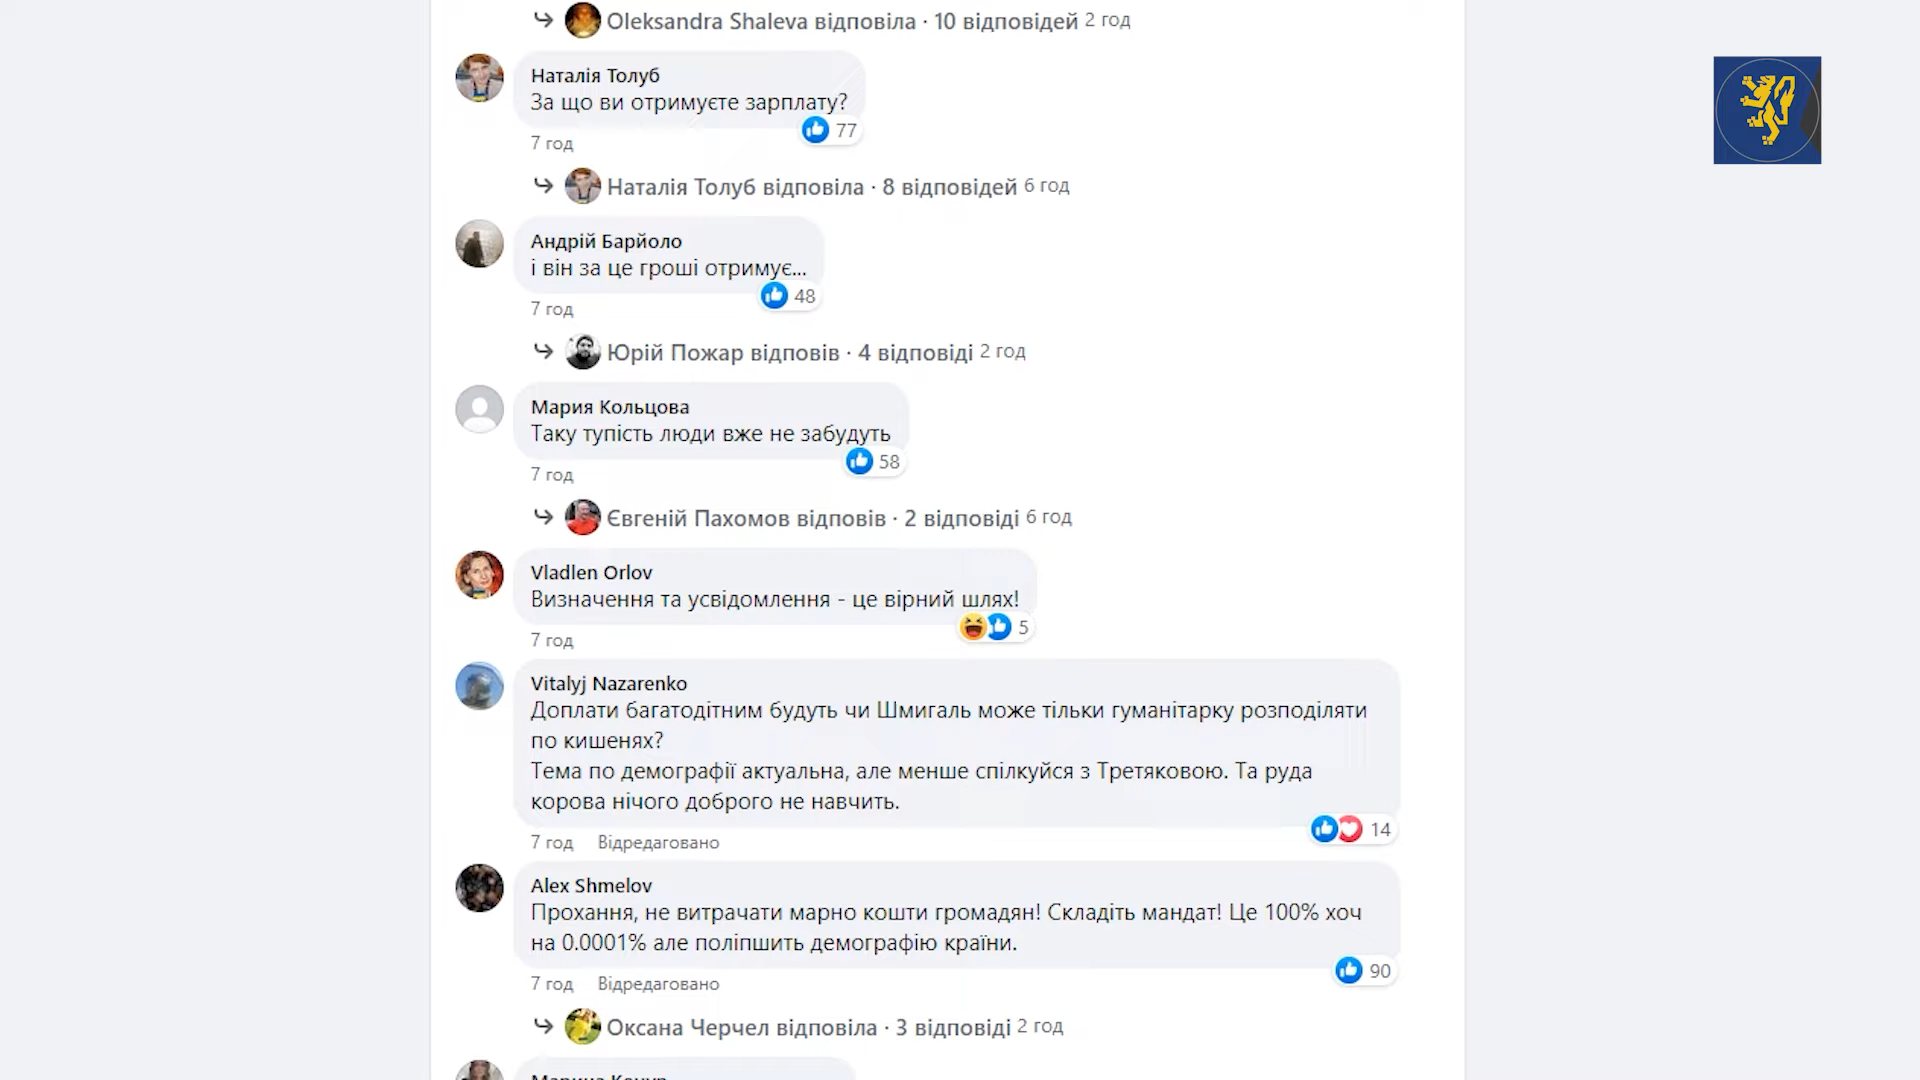 Oleksandra Shaleva відповіла · 10 відповідей 2 год
Наталія Толуб
За що ви отримуєте зарплату?
77
7 год
Наталія Толуб відповіла · 8 відповідей 6 год
Андрій Барйоло
і він за це гроші отримує...
48
7 год
Юрій Пожар відповів · 4 відповіді 2 год
Мария Кольцова
Таку тупість люди вже не забудуть
58
7 год
Євгеній Пахомов відповів · 2 відповіді 6 год
Vladlen Orlov
Визначення та усвідомлення - це вірний шлях!
5
7 год
Vitalyj Nazarenko
Доплати багатодітним будуть чи Шмигаль може тільки гуманітарку розподіляти
по кишенях?
Тема по демографії актуальна, але менше спілкуйся з Третяковою. Та руда
корова нічого доброго не навчить.
14
7 год Відредаговано
Alex Shmelov
Прохання, не витрачати марно кошти громадян! Складіть мандат! Це 100% хоч
на 0.0001% але поліпшить демографію країни.
90
7 год Відредаговано
Оксана Черчел відповіла · 3 відповіді 2 год